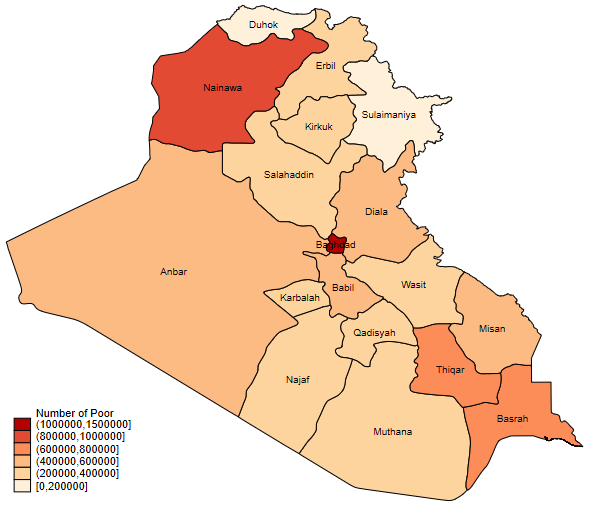 Duhok
Erbil
Nainawa
Sulaimaniya
Kirkuk
Salahaddin
Diala
Baghdad
Anbar
Babil
Wasit
Karbalah
Misan
Qadisyah
Thiqar
Najaf
Basrah
Muthana
Number of Poor
(1000000,1500000]
(800000,1000000]
(600000,800000]
(400000,600000]
(200000,400000]
[0,200000]